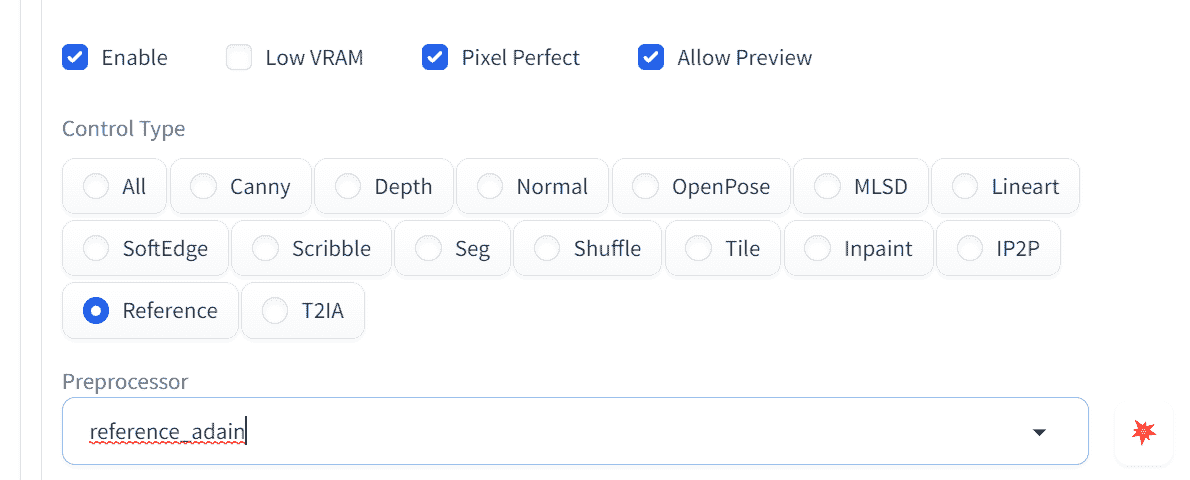 Enable Low VRAM Pixel Perfect Allow Preview
Control Type
All Canny Depth Normal OpenPose MLSD Lineart
SoftEdge Scribble Seg Shuffle Tile Inpaint IP2P
Reference T2IA
Preprocessor
reference_adain